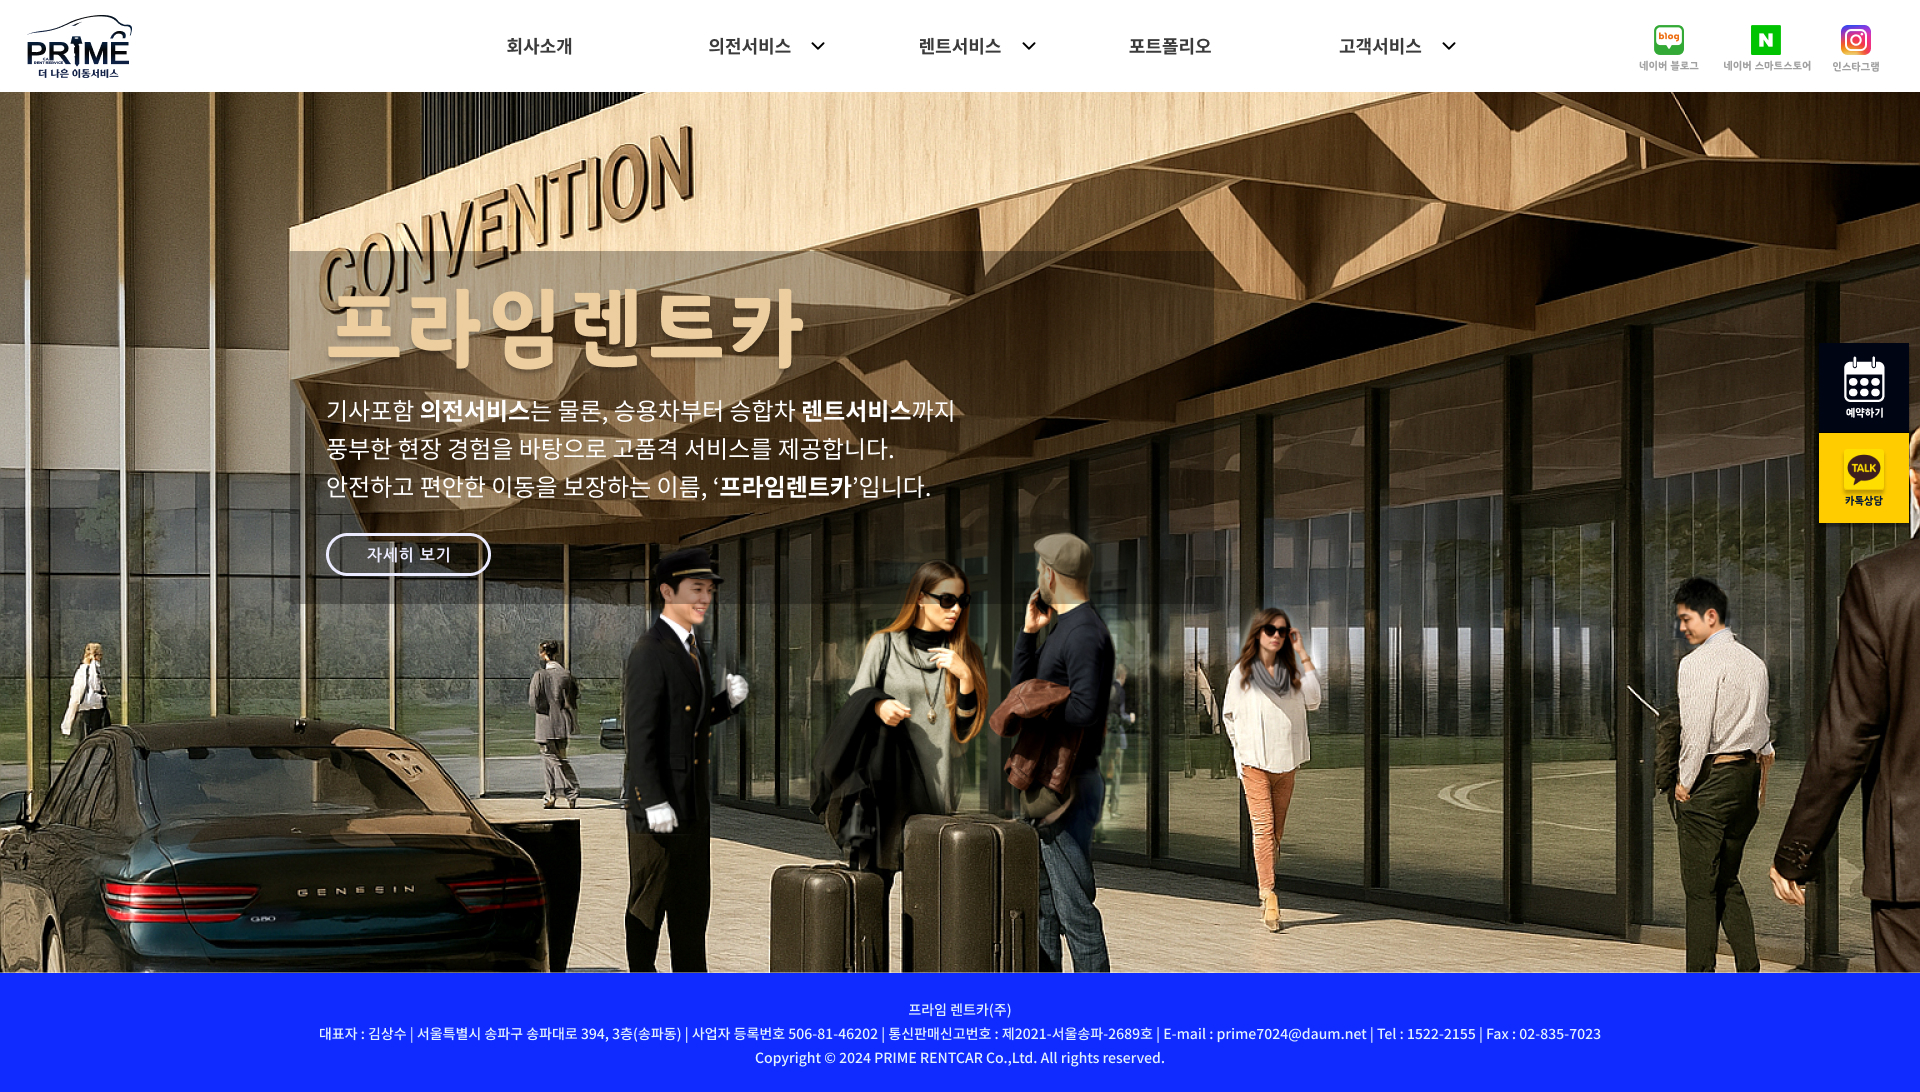 PRIME
더 나은 이동서비스
회사소개
의전서비스
렌트서비스
포트폴리오
고객서비스
blog
네이버 블로그
N
네이버 스마트스토어
인스타그램
CONVENTION
프라임렌트카
기사포함 의전서비스는 물론, 승용차부터 승합차 렌트서비스까지
풍부한 현장 경험을 바탕으로 고품격 서비스를 제공합니다.
안전하고 편안한 이동을 보장하는 이름, ‘프라임렌트카’입니다.
자세히 보기
예약하기
TALK
카톡상담
GENESIN
G80
프라임 렌트카(주)
대표자 : 김상수 | 서울특별시 송파구 송파대로 394, 3층(송파동) | 사업자 등록번호 506-81-46202 | 통신판매신고번호 : 제2021-서울송파-2689호 | E-mail : prime7024@daum.net | Tel : 1522-2155 | Fax : 02-835-7023
Copyright © 2024 PRIME RENTCAR Co.,Ltd. All rights reserved.